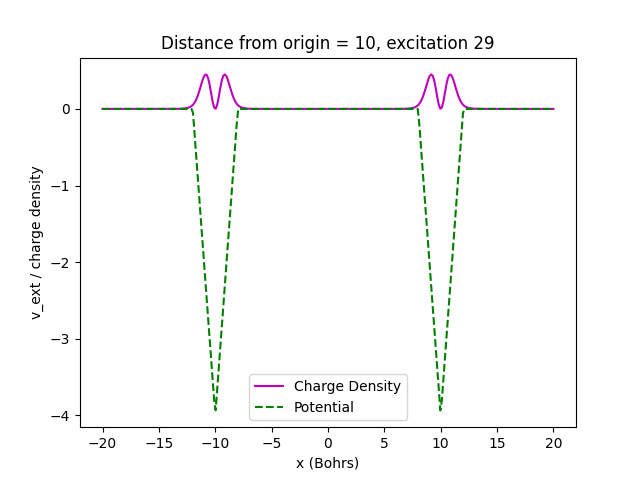 Distance from origin = 10, excitation 29
v_ext / charge density
0
−1
−2
−3
−4
Charge Density
Potential
−20 −15 −10 −5 0 5 10 15 20
x (Bohrs)